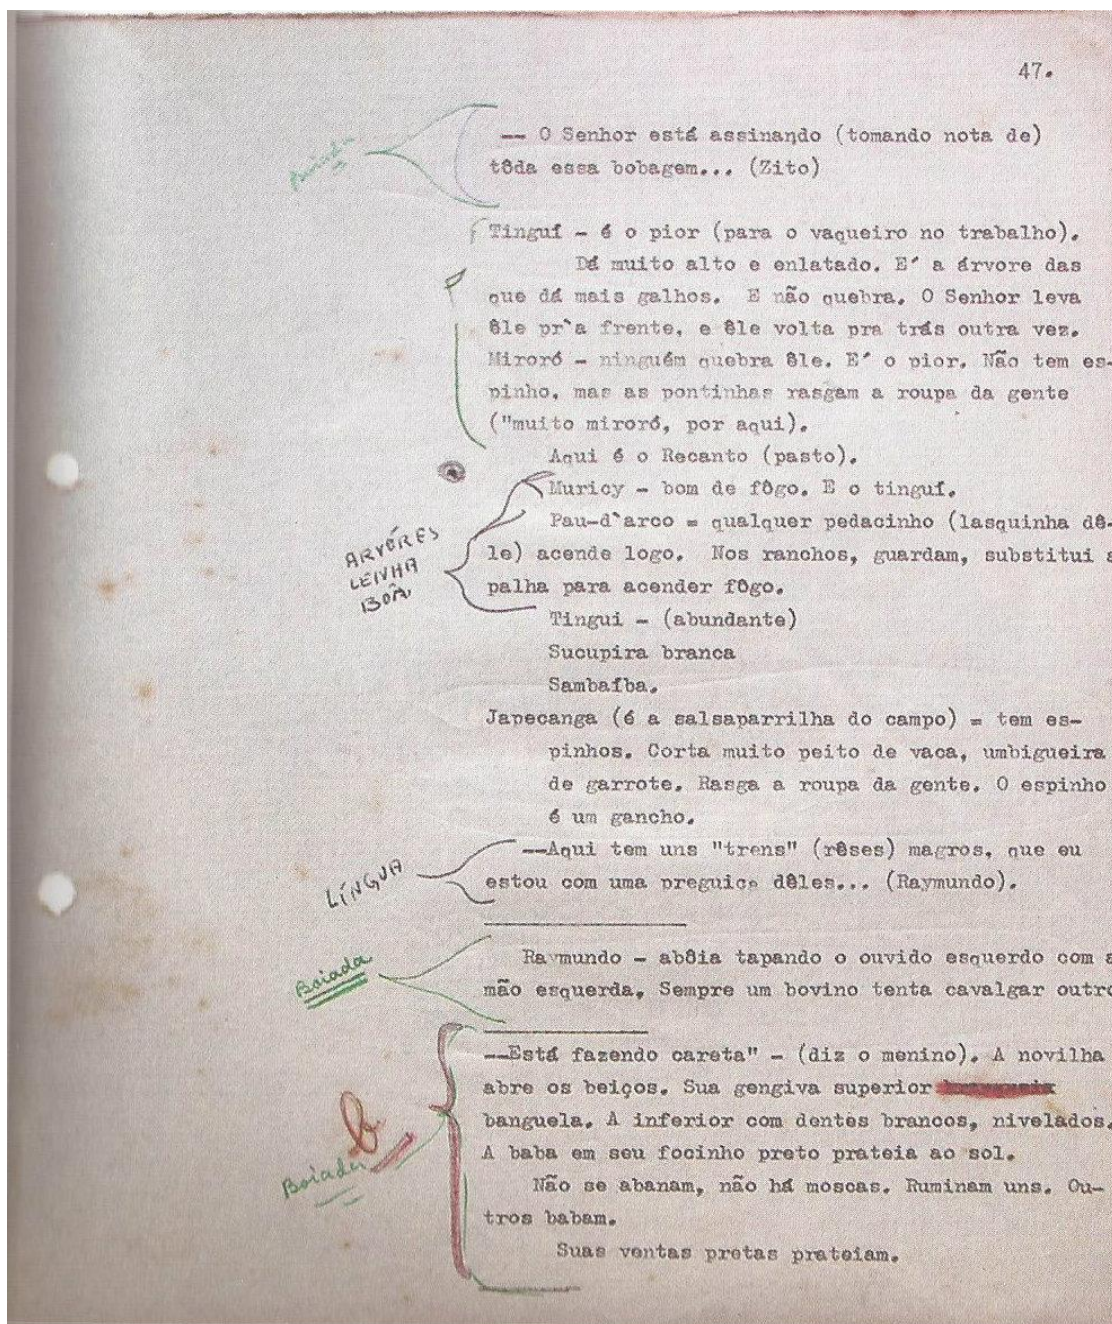 47.
-- O Senhor está assinando (tomando nota de)
tôda essa bobagem... (Zito)
Tinguí - é o pior (para o vaqueiro no trabalho).
Dá muito alto e enlatado. E´ a árvore das
que dá mais galhos. E não quebra. O Senhor leva
êle pr`a frente, e êle volta pra trás outra vez.
Miroró - ninguém quebra êle. E´ o pior. Não tem es-
pinho, mas as pontinhas rasgam a roupa da gente
("muito miroró, por aqui).
Aqui é o Recanto (pasto).
Muricy - bom de fôgo. E o tinguí.
ARVÓRES
LENHA
BOA
Pau-d`arco = qualquer pedacinho (lasquinha dê-
le) acende logo. Nos ranchos, guardam, substitui a
palha para acender fôgo.
Tingui - (abundante)
Sucupira branca
Sambaíba.
Japecanga (é a salsaparrilha do campo) = tem es-
pinhos. Corta muito peito de vaca, umbigueira
de garrote. Rasga a roupa da gente. O espinho
é um gancho.
LÍNGUA
--Aqui tem uns "trens" (rêses) magros, que eu
estou com uma preguiça dêles... (Raymundo).
Boiada
Raymundo - abôia tapando o ouvido esquerdo com a
mão esquerda. Sempre um bovino tenta cavalgar outro
Boiada
--Está fazendo careta" - (diz o menino). A novilha
abre os beiços. Sua gengiva superior
banguela. A inferior com dentes brancos, nivelados.
A baba em seu focinho preto prateia ao sol.
Não se abanam, não há moscas. Ruminam uns. Ou-
tros babam.
Suas ventas pretas prateiam.